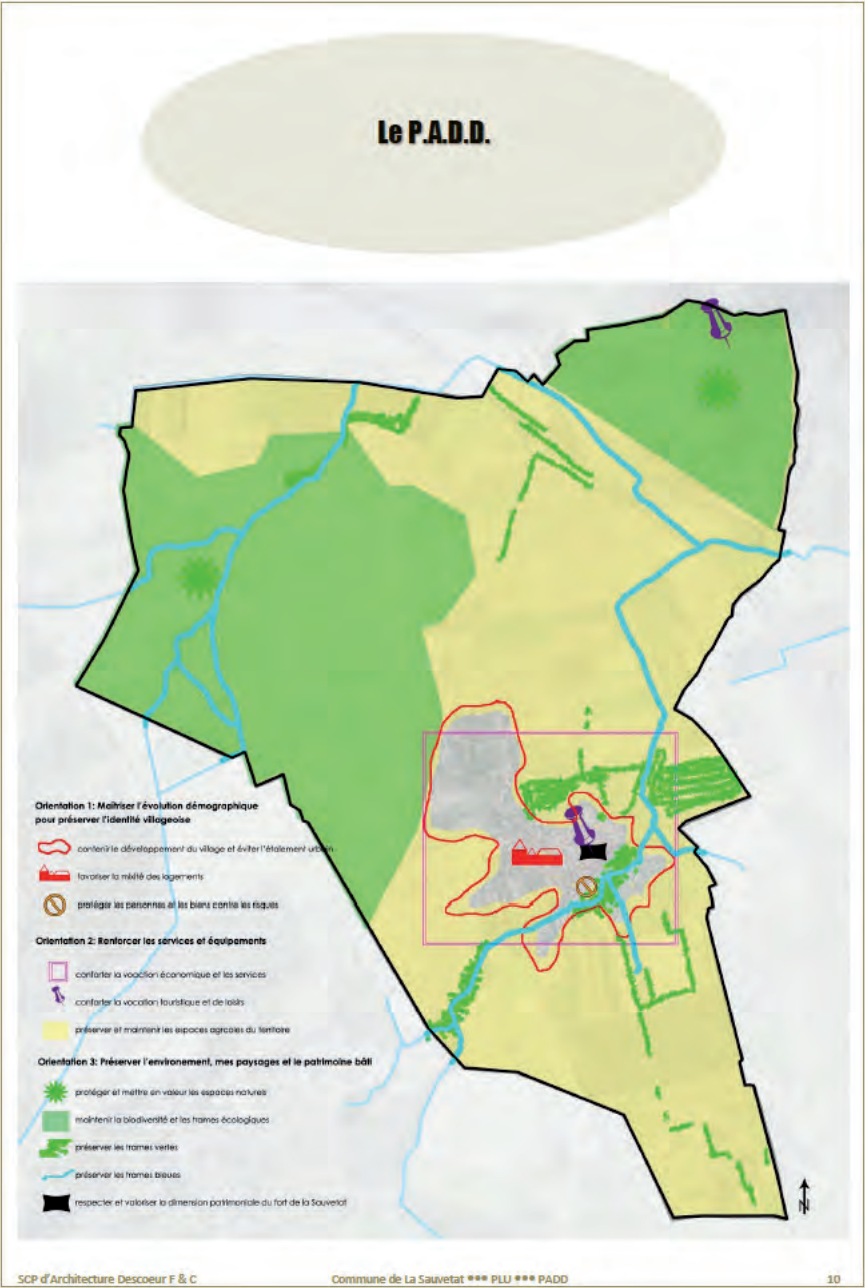 Le P.A.D.D.
Orientation 1: Maîtriser l'évolution démographique
pour préserver l'identité villageoise
contenir le développement du village et éviter l'étalement urbain
favoriser la mixité des logements
protéger les personnes et les biens contre les risques
Orientation 2: Renforcer les services et équipements
conforter la vocation économique et les services
conforter la vocation touristique et de loisirs
préserver et maintenir les espaces agricoles du territoire
Orientation 3: Préserver l'environement, mes paysages et le patrimoine bâti
protéger et mettre en valeur les espaces naturels
maintenir la biodiversité et les trames écologiques
préserver les trames vertes
préserver les trames bleues
respecter et valoriser la dimension patrimoniale du fort de la Sauvetat
N
SCP d'Architecture Descoeur F & C Commune de La Sauvetat ●●● PLU ●●● PADD 10